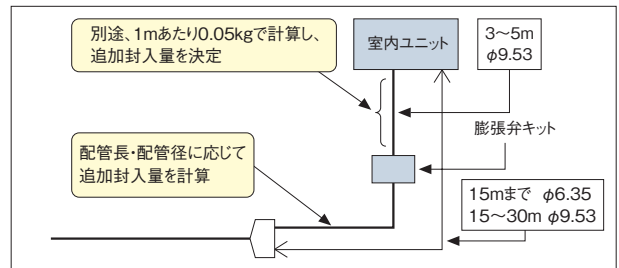 別途、1mあたり0.05kgで計算し、
追加封入量を決定
室内ユニット
3〜5m
φ9.53
膨張弁キット
配管長・配管径に応じて
追加封入量を計算
15mまで φ6.35
15〜30m φ9.53